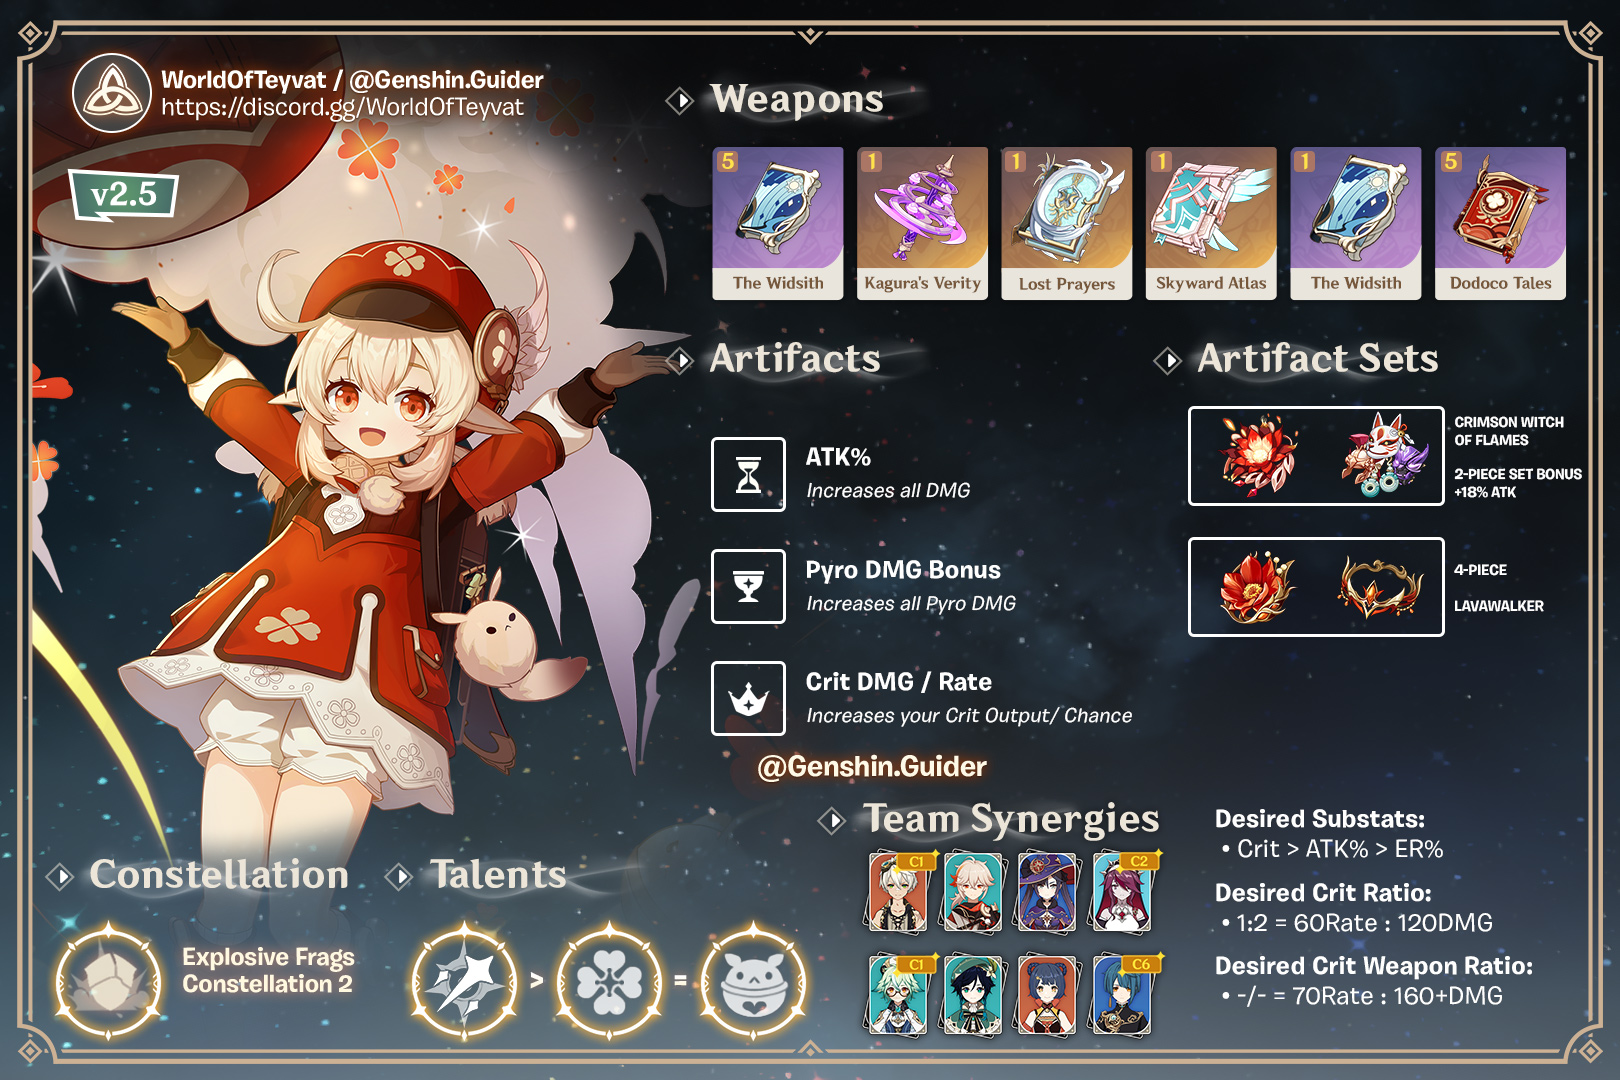 WorldOfTeyvat / @Genshin.Guider
https://discord.gg/WorldOfTeyvat
v2.5
Weapons
5
1
1
1
1
5
The Widsith
Kagura's Verity
Lost Prayers
Skyward Atlas
The Widsith
Dodoco Tales
Artifacts
ATK%
Increases all DMG
Pyro DMG Bonus
Increases all Pyro DMG
Crit DMG / Rate
Increases your Crit Output/ Chance
@Genshin.Guider
Artifact Sets
CRIMSON WITCH
OF FLAMES
2-PIECE SET BONUS
+18% ATK
4-PIECE
LAVAWALKER
Constellation
Explosive Frags
Constellation 2
Talents
>
=
Team Synergies
C1
C2
C1
C6
Desired Substats:
• Crit > ATK% > ER%
Desired Crit Ratio:
• 1:2 = 60Rate : 120DMG
Desired Crit Weapon Ratio:
• -/- = 70Rate : 160+DMG